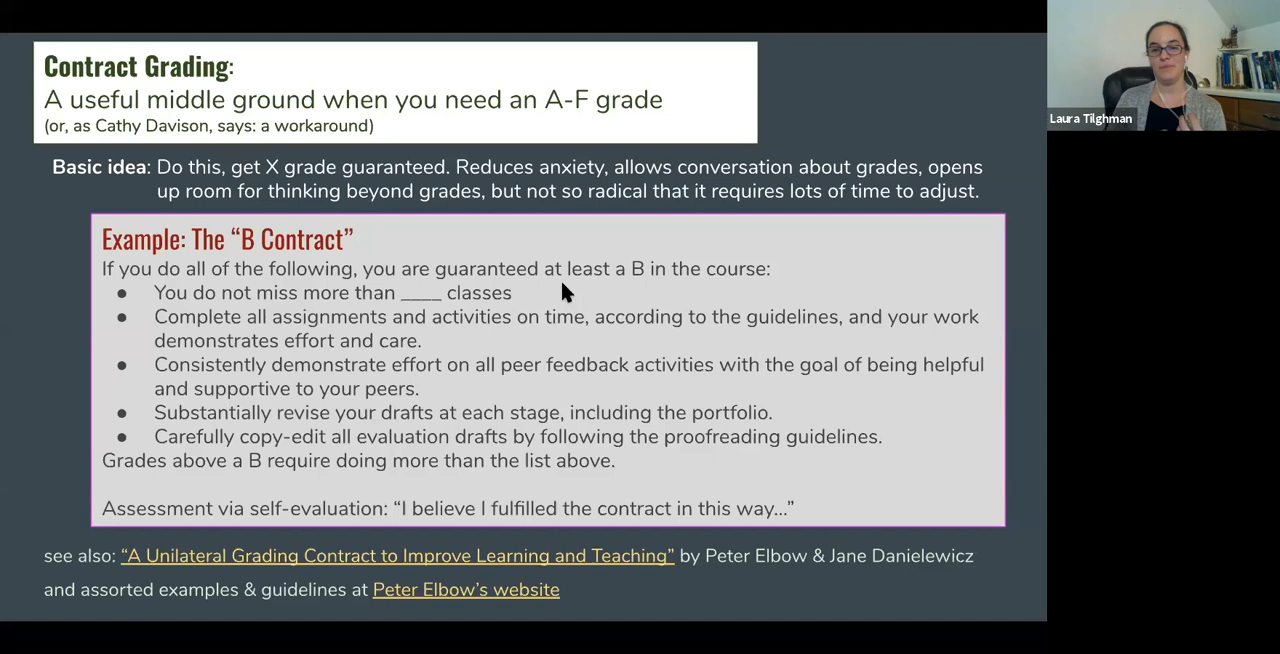 Contract Grading:
A useful middle ground when you need an A-F grade
(or, as Cathy Davison, says: a workaround)
Laura Tilghman
Basic idea: Do this, get X grade guaranteed. Reduces anxiety, allows conversation about grades, opens
up room for thinking beyond grades, but not so radical that it requires lots of time to adjust.
Example: The “B Contract”
If you do all of the following, you are guaranteed at least a B in the course:
● You do not miss more than ____ classes
● Complete all assignments and activities on time, according to the guidelines, and your work
demonstrates effort and care.
● Consistently demonstrate effort on all peer feedback activities with the goal of being helpful
and supportive to your peers.
● Substantially revise your drafts at each stage, including the portfolio.
● Carefully copy-edit all evaluation drafts by following the proofreading guidelines.
Grades above a B require doing more than the list above.
Assessment via self-evaluation: “I believe I fulfilled the contract in this way...”
see also: “A Unilateral Grading Contract to Improve Learning and Teaching” by Peter Elbow & Jane Danielewicz
and assorted examples & guidelines at Peter Elbow’s website